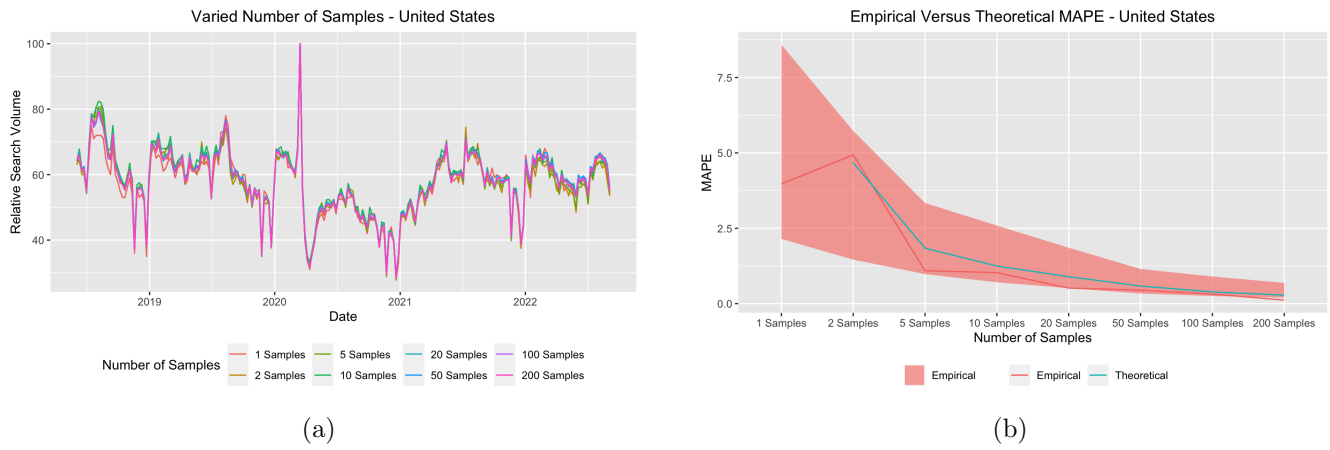 Varied Number of Samples - United States
Relative Search Volume
100
80
60
40
2019 2020 2021 2022
Date
Number of Samples
1 Samples 5 Samples 20 Samples 100 Samples
2 Samples 10 Samples 50 Samples 200 Samples
(a)
Empirical Versus Theoretical MAPE - United States
MAPE
7.5
5.0
2.5
0.0
1 Samples 2 Samples 5 Samples 10 Samples 20 Samples 50 Samples 100 Samples 200 Samples
Number of Samples
Empirical Empirical Theoretical
(b)